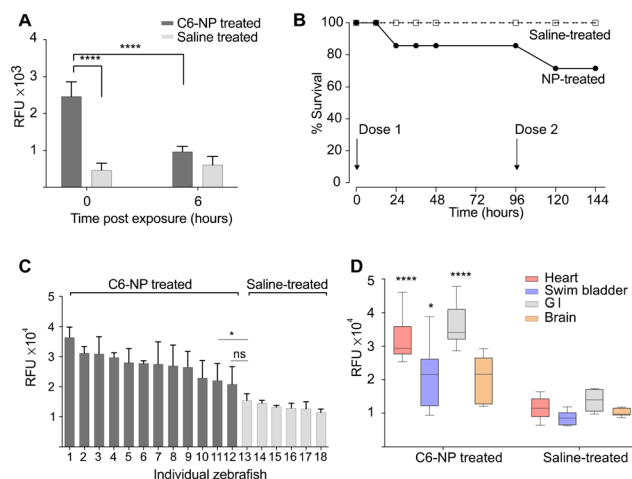 A
C6-NP treated
Saline treated
****
****
RFU ×10³
3
2
1
0
6
Time post exposure (hours)
B
100
80
60
40
20
0
% Survival
Saline-treated
NP-treated
Dose 1
Dose 2
0 24 48 72 96 120 144
Time (hours)
C
C6-NP treated
Saline-treated
*
ns
RFU ×10⁴
5
4
3
2
1
1 2 3 4 5 6 7 8 9 10 11 12 13 14 15 16 17 18
Individual zebrafish
D
Heart
Swim bladder
G I
Brain
****
*
****
RFU ×10⁴
5
4
3
2
1
C6-NP treated
Saline-treated